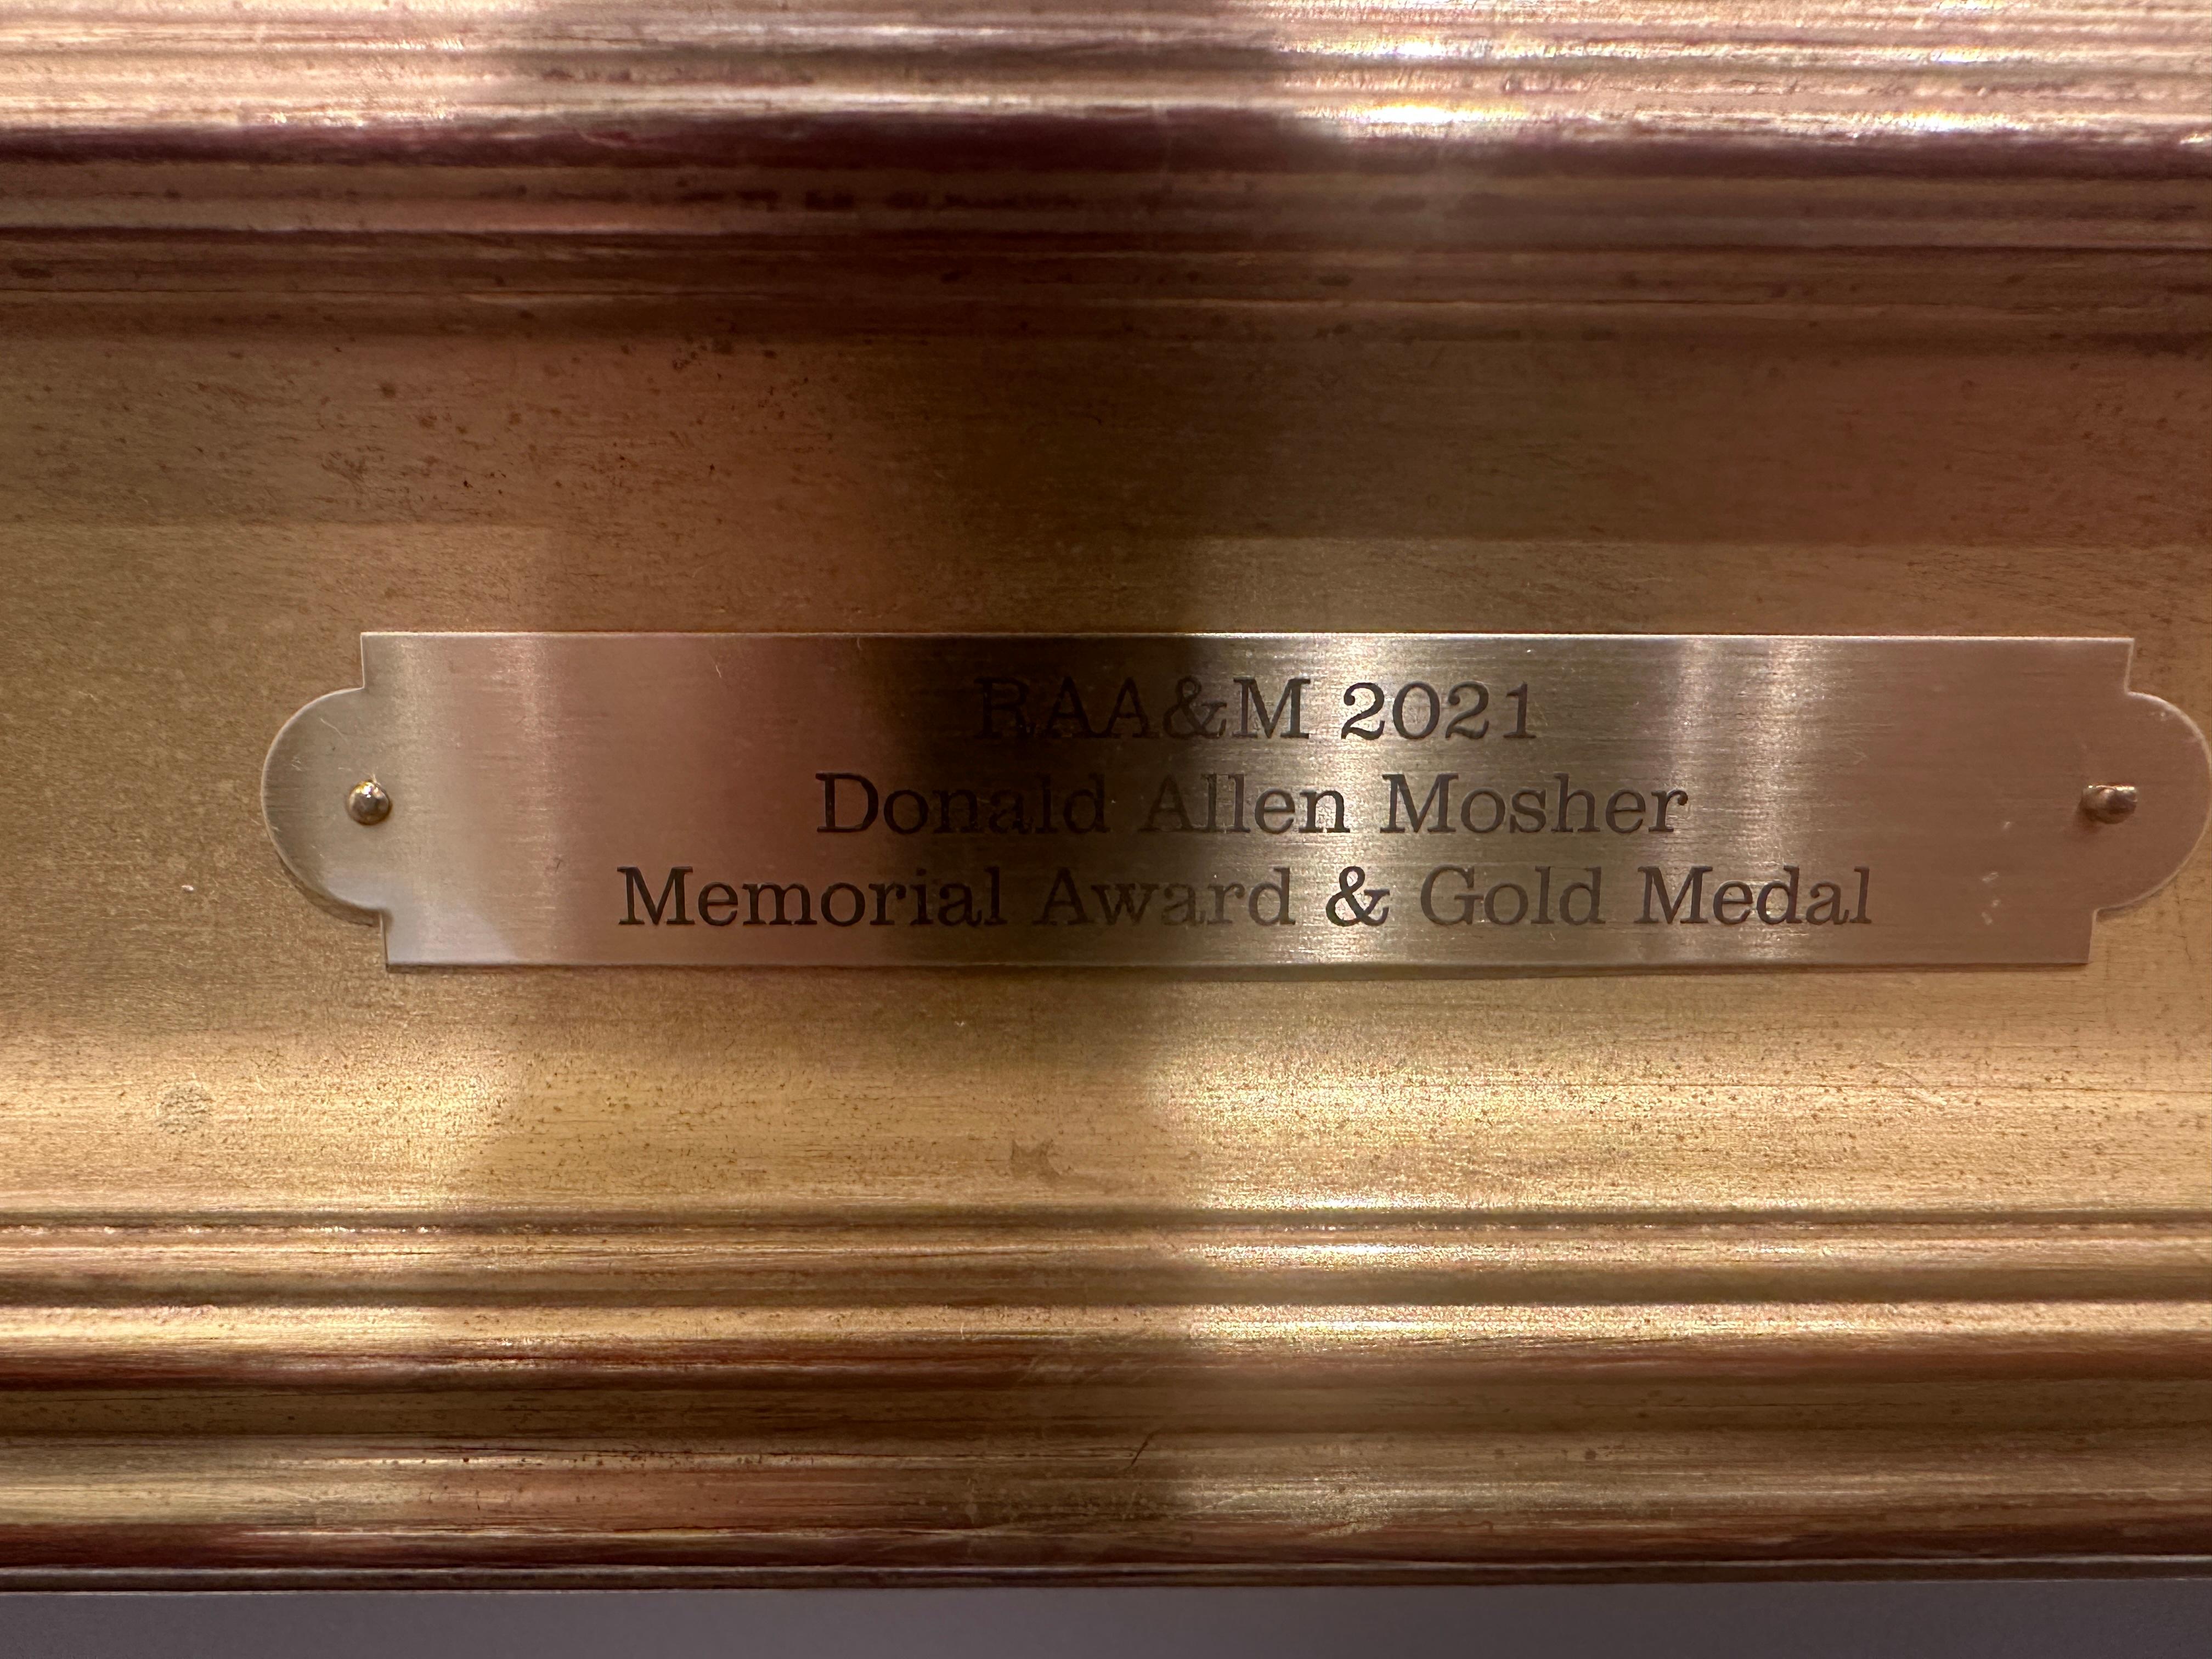 RAA&M 2021
Donald Allen Mosher
Memorial Award & Gold Medal